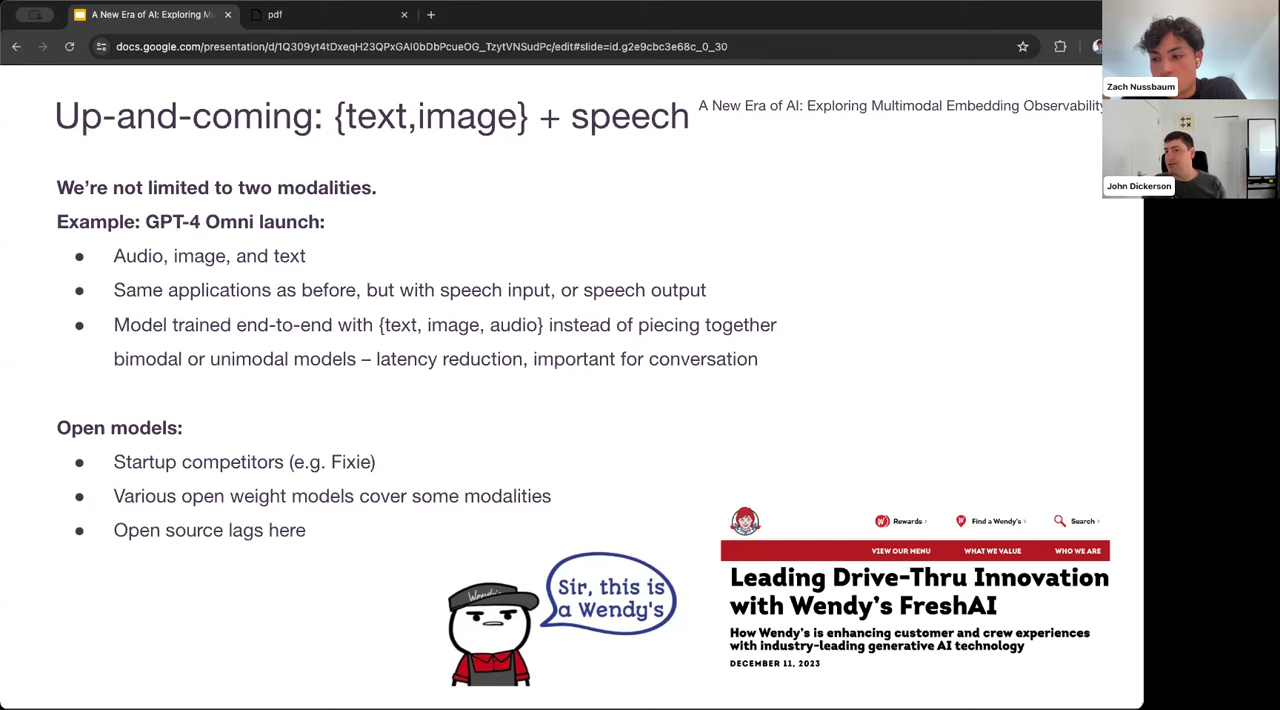 A New Era of AI: Exploring Mu
pdf
docs.google.com/presentation/d/1Q309yt4tDxeqH23QPxGAI0bDbPcueOG_TzytVNSudPc/edit#slide=id.g2e9cbc3e68c_0_30
Zach Nussbaum
John Dickerson
Up-and-coming: {text,image} + speech
A New Era of AI: Exploring Multimodal Embedding Observability
We're not limited to two modalities.
Example: GPT-4 Omni launch:
● Audio, image, and text
● Same applications as before, but with speech input, or speech output
● Model trained end-to-end with {text, image, audio} instead of piecing together
bimodal or unimodal models – latency reduction, important for conversation
Open models:
● Startup competitors (e.g. Fixie)
● Various open weight models cover some modalities
● Open source lags here
Wendy's
Sir, this is
a Wendy's
Rewards ›
Find a Wendy's ›
Search ›
VIEW OUR MENU WHAT WE VALUE WHO WE ARE
Leading Drive-Thru Innovation
with Wendy's FreshAI
How Wendy's is enhancing customer and crew experiences
with industry-leading generative AI technology
DECEMBER 11, 2023